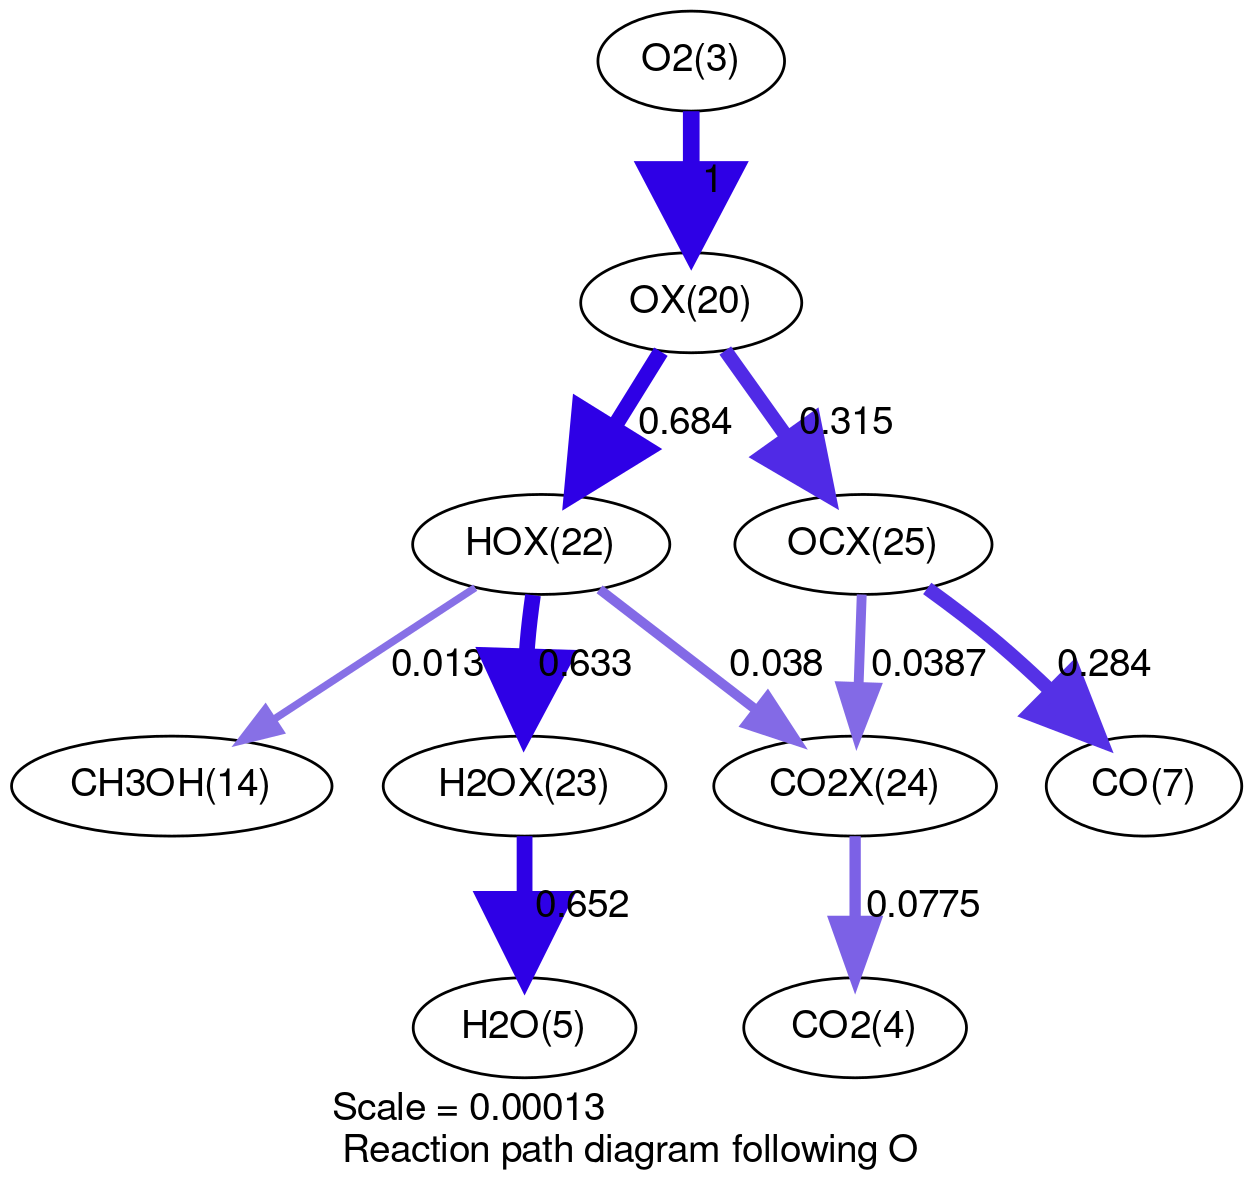 O2(3)
1
OX(20)
0.684
0.315
HOX(22)
OCX(25)
0.013
0.633
0.038
0.0387
0.284
CH3OH(14)
H2OX(23)
CO2X(24)
CO(7)
0.652
0.0775
H2O(5)
CO2(4)
Scale = 0.00013
Reaction path diagram following O